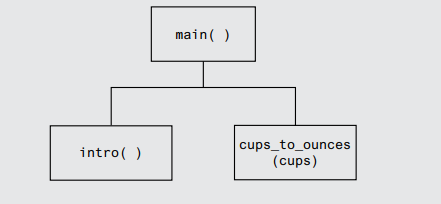 main( )
intro( )
cups_to_ounces
(cups)